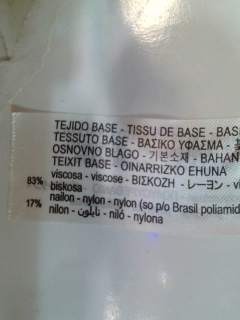 TEJIDO BASE - TISSU DE BASE - BAS
TESSUTO BASE - ΒΑΣΙΚΟ ΥΦΑΣΜΑ -
OSNOVNO BLAGO - 기본소재 - BAHAN
TEIXIT BASE - OINARRIZKO EHUNA
83% viscosa - viscose - ΒΙΣΚΟΖΗ - レーヨン - vi
biskosa
17% nailon - nylon - nylon (so p/o Brasil poliamid
nilon - نايلون - niló - nylona